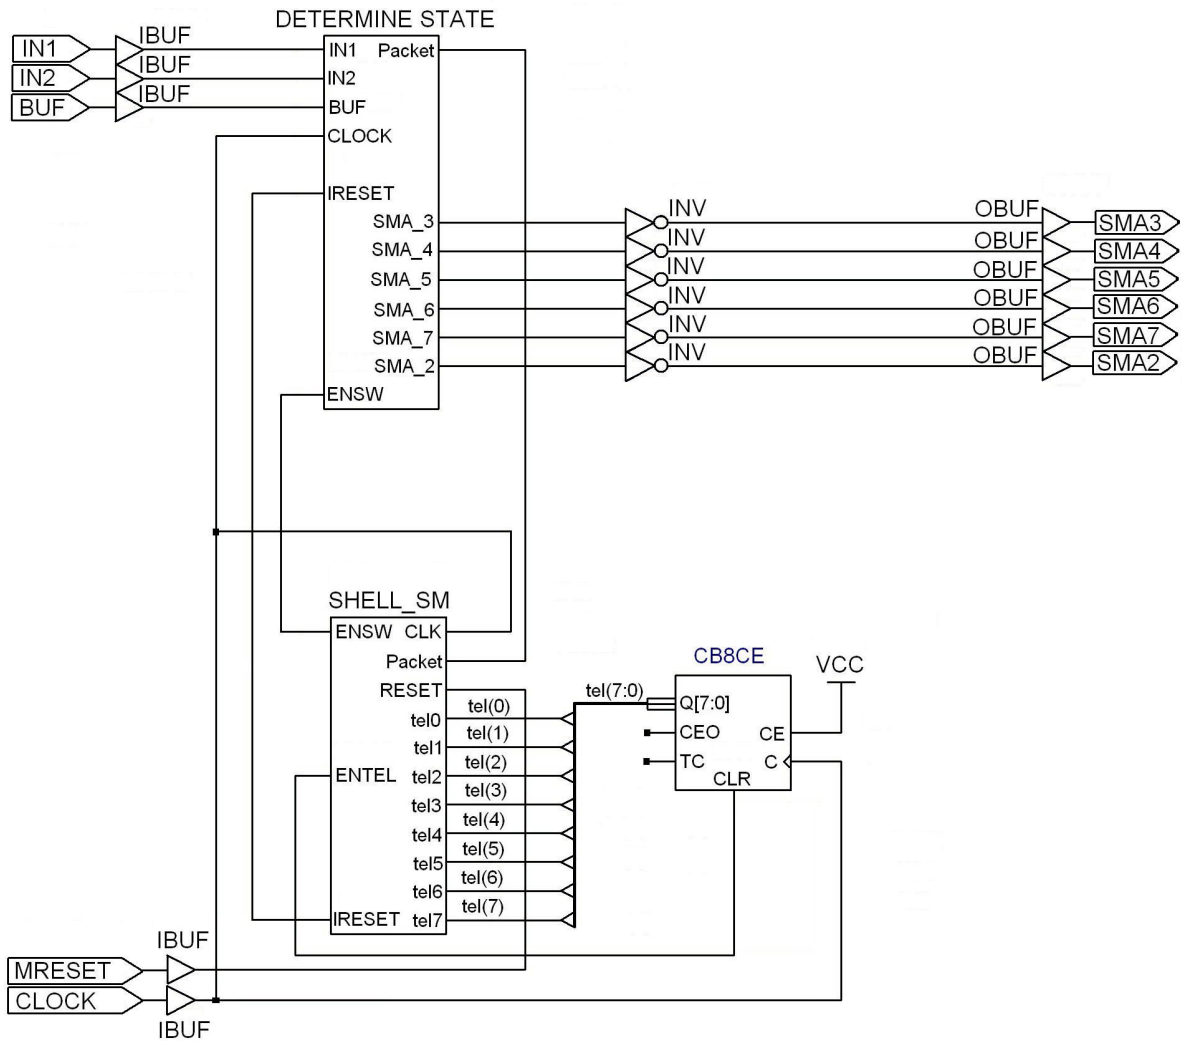 DETERMINE STATE
IN1 IBUF IN1 Packet
IN2 IBUF IN2
BUF IBUF BUF
CLOCK
IRESET
SMA_3 INV OBUF SMA3
SMA_4 INV OBUF SMA4
SMA_5 INV OBUF SMA5
SMA_6 INV OBUF SMA6
SMA_7 INV OBUF SMA7
SMA_2 INV OBUF SMA2
ENSW
SHELL_SM
ENSW CLK
Packet
RESET
CB8CE
VCC
tel(7:0) Q[7:0]
CEO CE
TC C
CLR
tel0 tel(0)
tel1 tel(1)
ENTEL tel2 tel(2)
tel3 tel(3)
tel4 tel(4)
tel5 tel(5)
tel6 tel(6)
IRESET tel7 tel(7)
IBUF
MRESET
CLOCK
IBUF